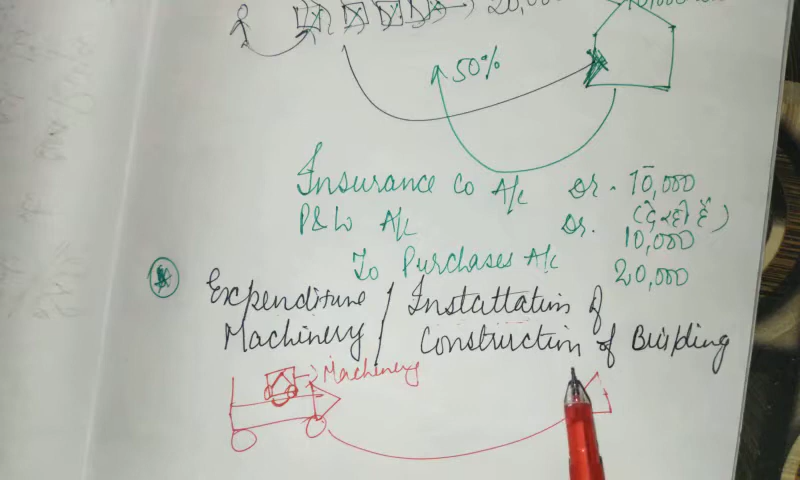 20,000
50%
Insurance Co A/c Dr. 10,000
P&L A/c Dr.
10,000
To Purchases A/c 20,000
Expenditure / Installation of
Machinery / Construction of Building
Machinery